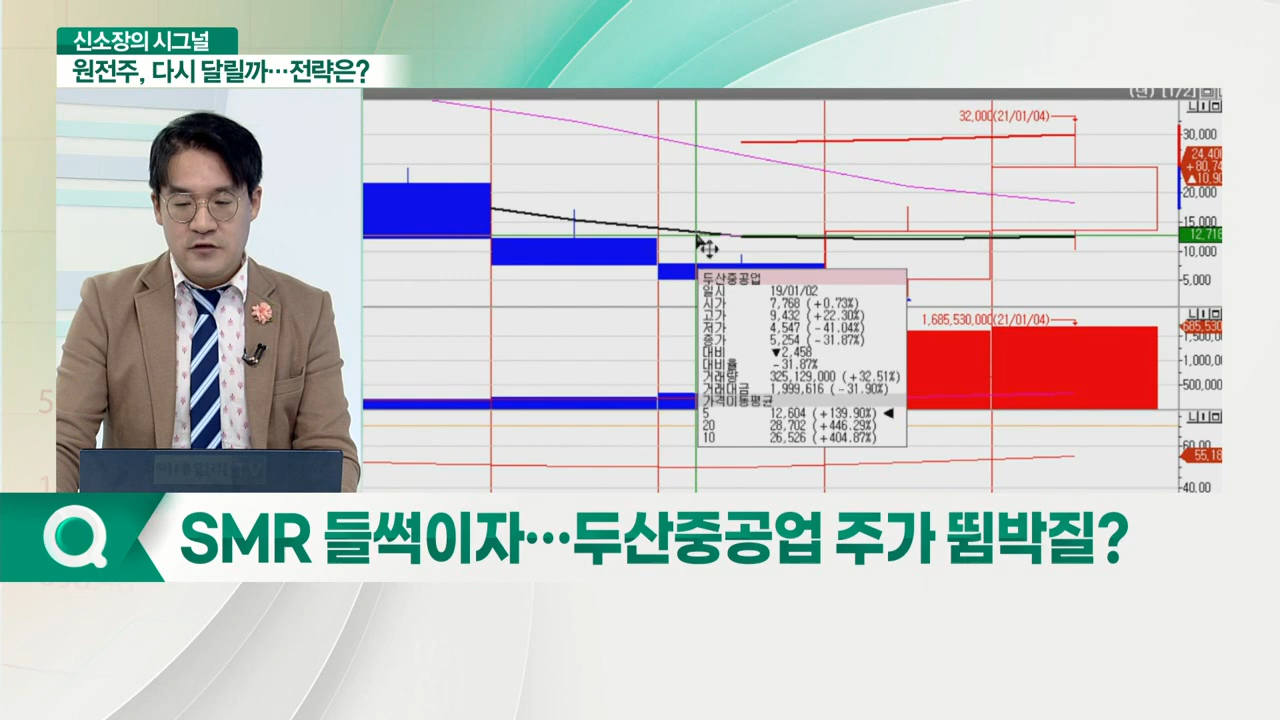 신소장의 시그널
원전주, 다시 달릴까…전략은?
(년) [1/2]
32,000(21/01/04)
30,000
24,40
+80,74
▲10,90
20,000
15,000
12,718
10,000
5,000
두산중공업
일시 19/01/02
시가 7,768 (+0.73%)
고가 9,432 (+22.30%)
저가 4,547 (-41.04%)
종가 5,254 (-31.87%)
대비 ▼2,458
대비율 -31.87%
거래량 325,129,000 (+32.51%)
거래대금 1,999,616 (-31.90%)
가격이동평균
5 12,604 (+139.90%) ◀
20 28,702 (+446.29%)
10 26,526 (+404.87%)
1,685,530,000(21/01/04)
685,530
1,500,00
1,000,00
500,000
60.00
55,18
40.00
SMR 들썩이자…두산중공업 주가 뜀박질?